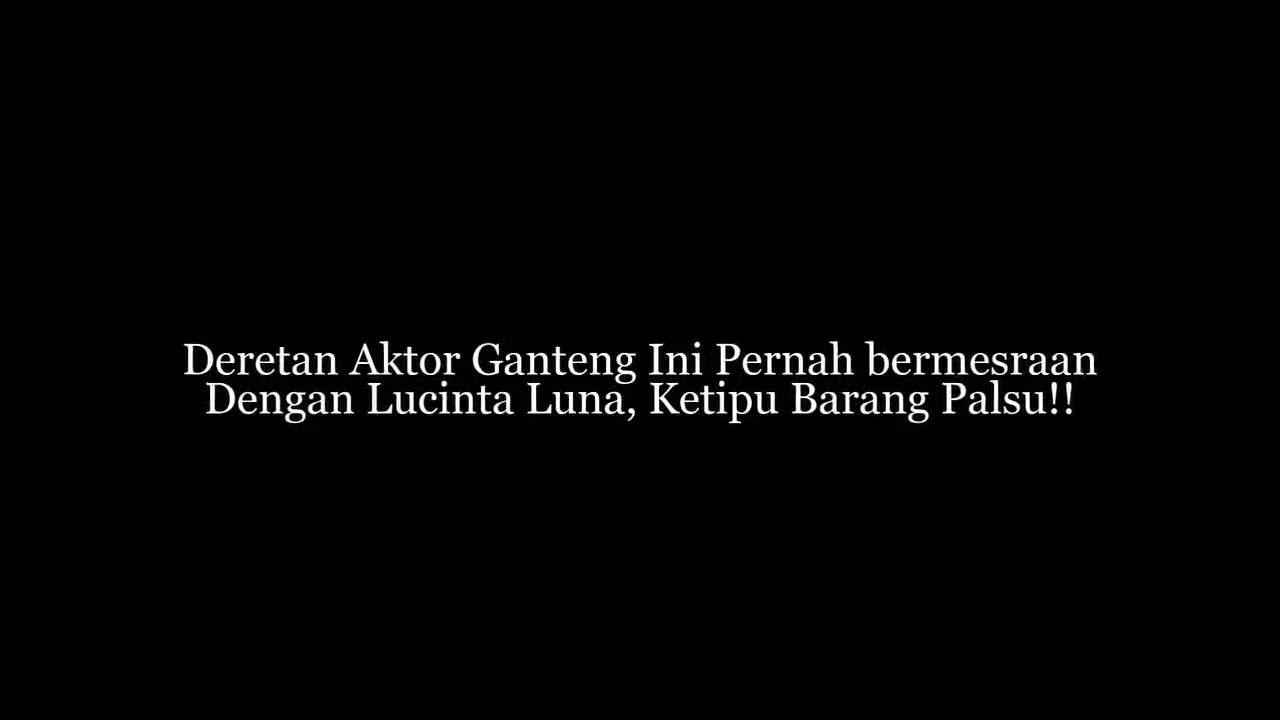 Deretan Aktor Ganteng Ini Pernah bermesraan
Dengan Lucinta Luna, Ketipu Barang Palsu!!